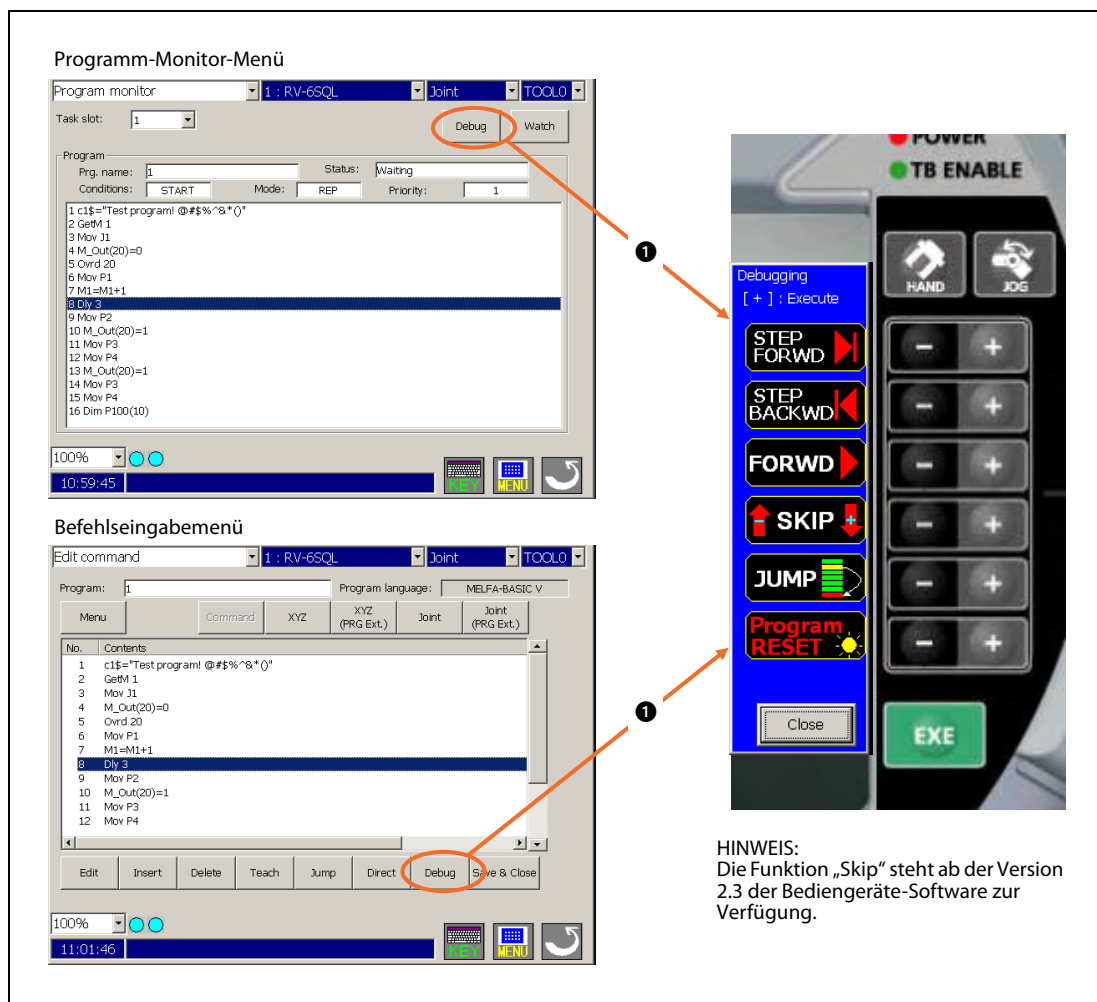 Programm-Monitor-Menü
Program monitor 1 : RV-6SQL Joint TOOL0
Task slot: 1 Debug Watch
Program
Prg. name: 1 Status: Waiting
Conditions: START Mode: REP Priority: 1
1 c1$="Test program! @#$%^&*()"
2 GetM 1
3 Mov J1
4 M_Out(20)=0
5 Ovrd 20
6 Mov P1
7 M1=M1+1
8 Dly 3
9 Mov P2
10 M_Out(20)=1
11 Mov P3
12 Mov P4
13 M_Out(20)=1
14 Mov P3
15 Mov P4
16 Dim P100(10)
100%
10:59:45 KEY MENU
Befehlseingabemenü
Edit command 1 : RV-6SQL Joint TOOL0
Program: 1 Program language: MELFA-BASIC V
Menu Command XYZ XYZ (PRG Ext.) Joint Joint (PRG Ext.)
No. Contents
1 c1$="Test program! @#$%^&*()"
2 GetM 1
3 Mov J1
4 M_Out(20)=0
5 Ovrd 20
6 Mov P1
7 M1=M1+1
8 Dly 3
9 Mov P2
10 M_Out(20)=1
11 Mov P3
12 Mov P4
Edit Insert Delete Teach Jump Direct Debug Save & Close
100%
11:01:46 KEY MENU
❶
❶
POWER
TB ENABLE
HAND JOG
Debugging
[ + ] : Execute
STEP
FORWD
STEP
BACKWD
FORWD
- SKIP +
JUMP
Program
RESET
Close
- +
- +
- +
- +
- +
- +
EXE
HINWEIS:
Die Funktion „Skip“ steht ab der Version
2.3 der Bediengeräte-Software zur
Verfügung.